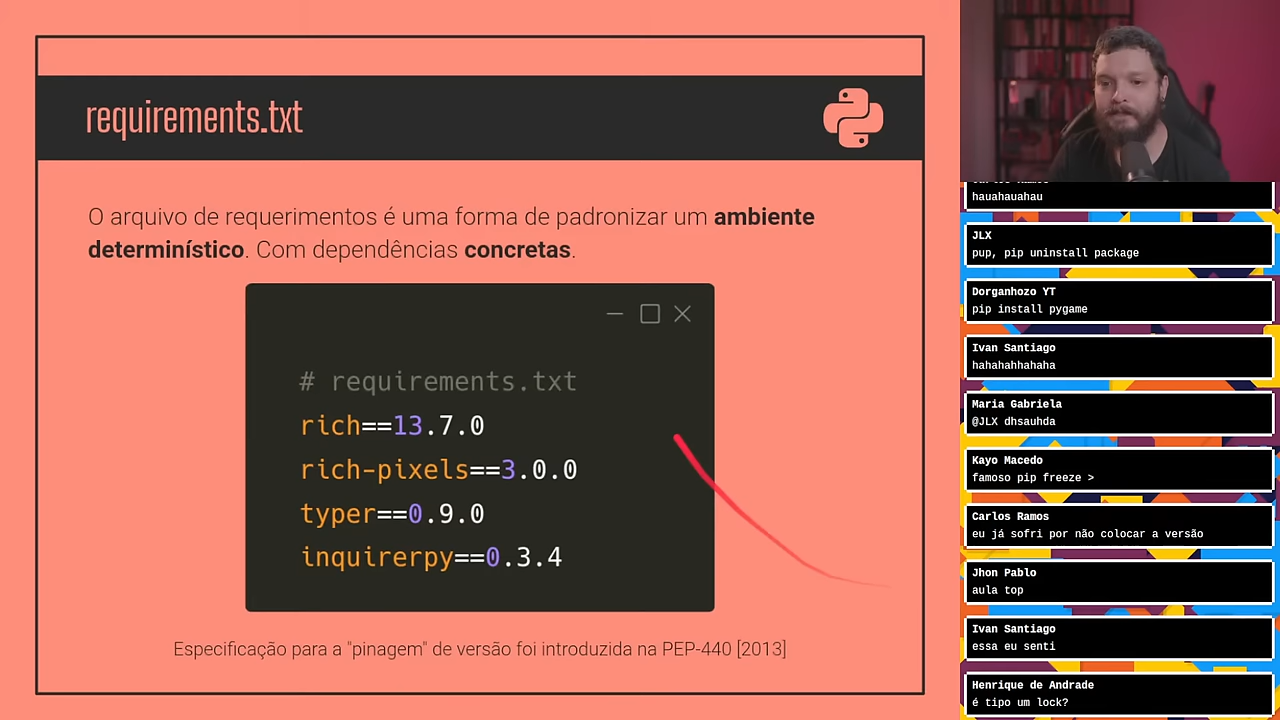 requirements.txt
O arquivo de requerimentos é uma forma de padronizar um ambiente
determinístico. Com dependências concretas.
# requirements.txt
rich==13.7.0
rich-pixels==3.0.0
typer==0.9.0
inquirerpy==0.3.4
Especificação para a "pinagem" de versão foi introduzida na PEP-440 [2013]
hauahauahau
JLX
pup, pip uninstall package
Dorganhozo YT
pip install pygame
Ivan Santiago
hahahahhahaha
Maria Gabriela
@JLX dhsauhda
Kayo Macedo
famoso pip freeze >
Carlos Ramos
eu já sofri por não colocar a versão
Jhon Pablo
aula top
Ivan Santiago
essa eu senti
Henrique de Andrade
é tipo um lock?